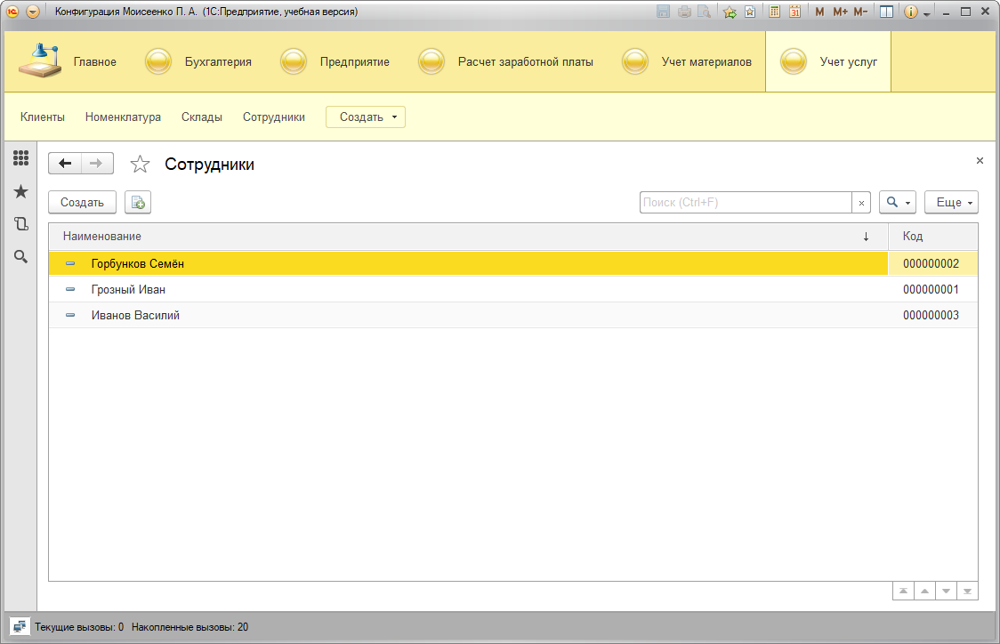 Конфигурация Моисеенко П. А. (1С:Предприятие, учебная версия)
31 M M+ M-
Главное Бухгалтерия Предприятие Расчет заработной платы Учет материалов Учет услуг
Клиенты Номенклатура Склады Сотрудники Создать
Сотрудники
Создать Поиск (Ctrl+F) Еще
Наименование Код
Горбунков Семён 000000002
Грозный Иван 000000001
Иванов Василий 000000003
Текущие вызовы: 0 Накопленные вызовы: 20